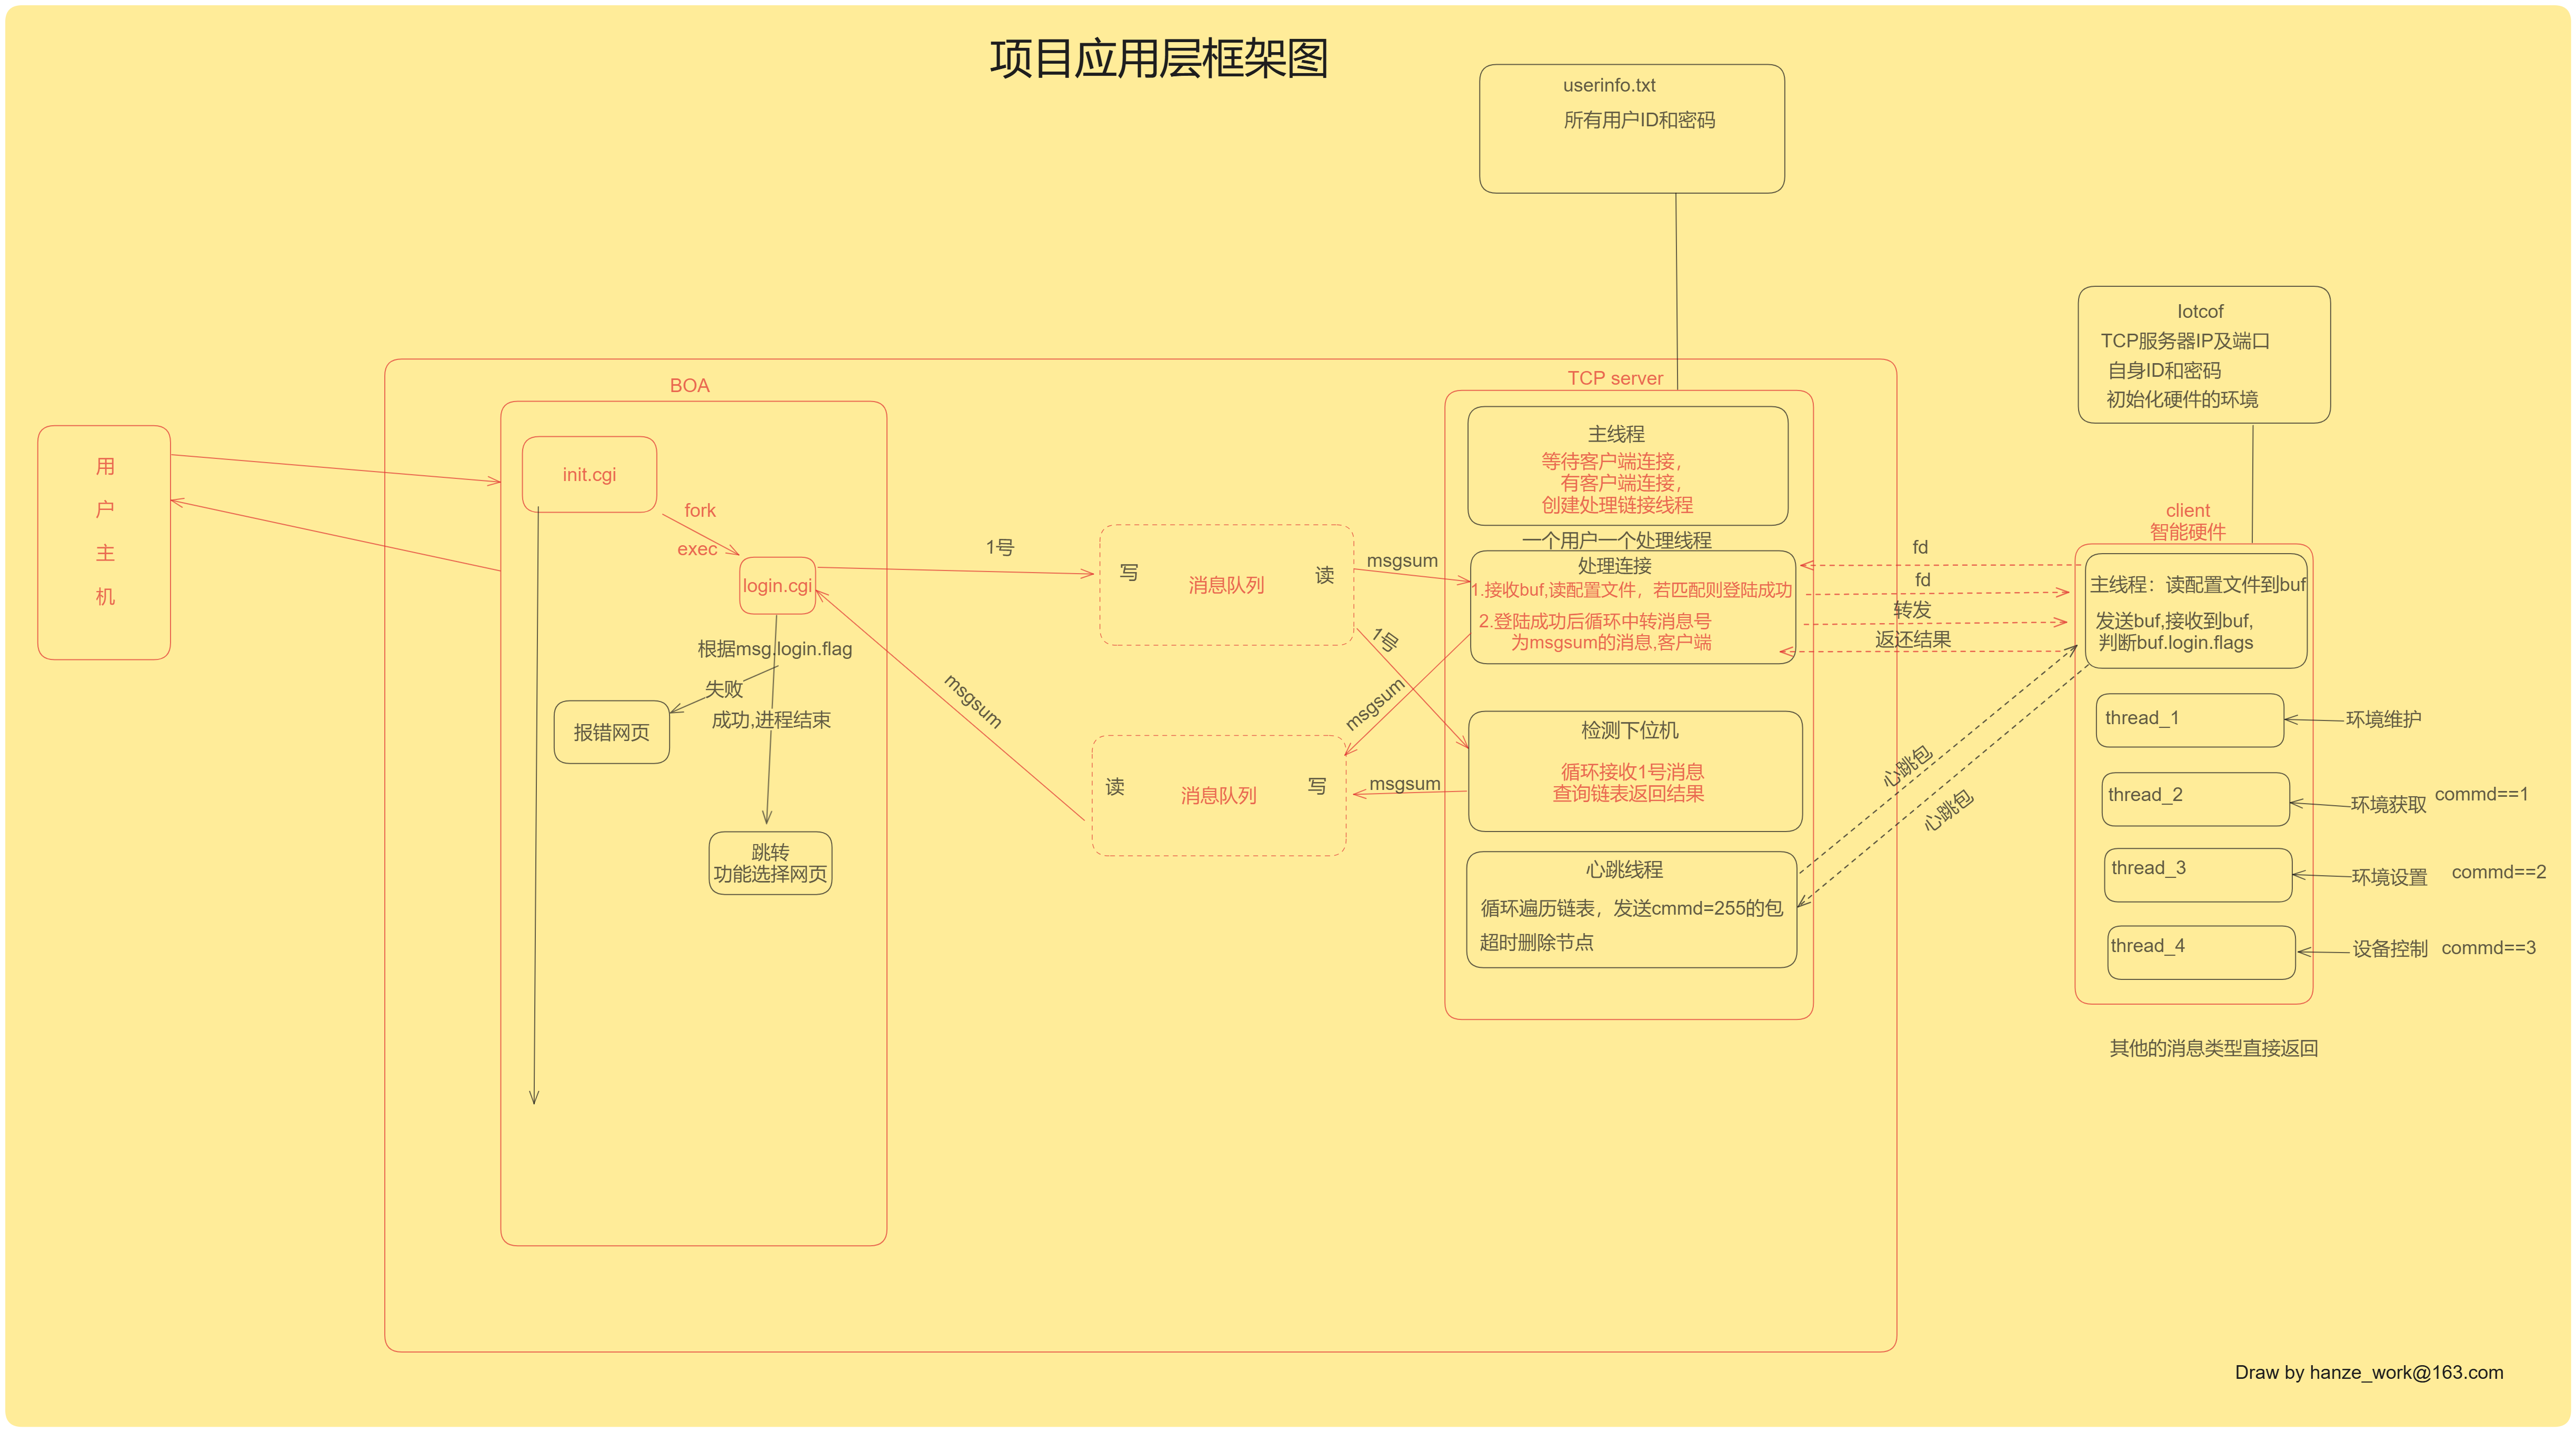 项目应用层框架图
userinfo.txt
所有用户ID和密码
Iotcof
TCP服务器IP及端口
自身ID和密码
初始化硬件的环境
用
户
主
机
BOA
init.cgi
fork
exec
login.cgi
根据msg.login.flag
失败
成功,进程结束
报错网页
跳转
功能选择网页
1号
写
消息队列
读
msgsum
1号
msgsum
msgsum
读
消息队列
写
msgsum
TCP server
主线程
等待客户端连接，
有客户端连接，
创建处理链接线程
一个用户一个处理线程
处理连接
1.接收buf,读配置文件，若匹配则登陆成功
2.登陆成功后循环中转消息号
为msgsum的消息,客户端
检测下位机
循环接收1号消息
查询链表返回结果
心跳线程
循环遍历链表，发送cmmd=255的包
超时删除节点
fd
fd
转发
返还结果
心跳包
心跳包
client
智能硬件
主线程：读配置文件到buf
发送buf,接收到buf,
判断buf.login.flags
thread_1
环境维护
thread_2
环境获取
commd==1
thread_3
环境设置
commd==2
thread_4
设备控制
commd==3
其他的消息类型直接返回
Draw by hanze_work@163.com